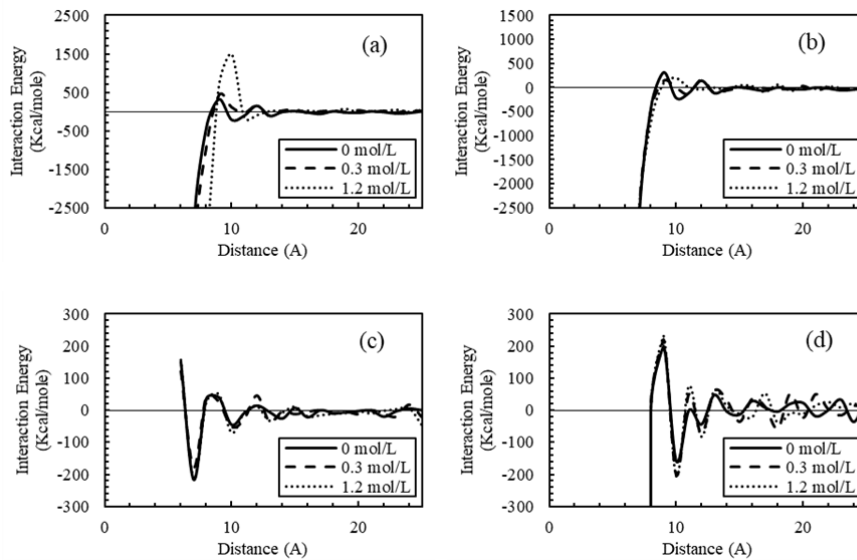 (a)
Interaction Energy
(Kcal/mole)
2500
1500
500
-500
-1500
-2500
0 mol/L
0.3 mol/L
1.2 mol/L
0 10 20
Distance (A)
(b)
Interaction Energy
(Kcal/mole)
1500
1000
500
0
-500
-1000
-1500
-2000
-2500
0 mol/L
0.3 mol/L
1.2 mol/L
0 10 20
Distance (A)
(c)
Interaction Energy
(Kcal/mole)
300
200
100
0
-100
-200
-300
0 mol/L
0.3 mol/L
1.2 mol/L
0 10 20
Distance (A)
(d)
Interaction Energy
(Kcal/mole)
300
200
100
0
-100
-200
-300
0 mol/L
0.3 mol/L
1.2 mol/L
0 10 20
Distance (A)